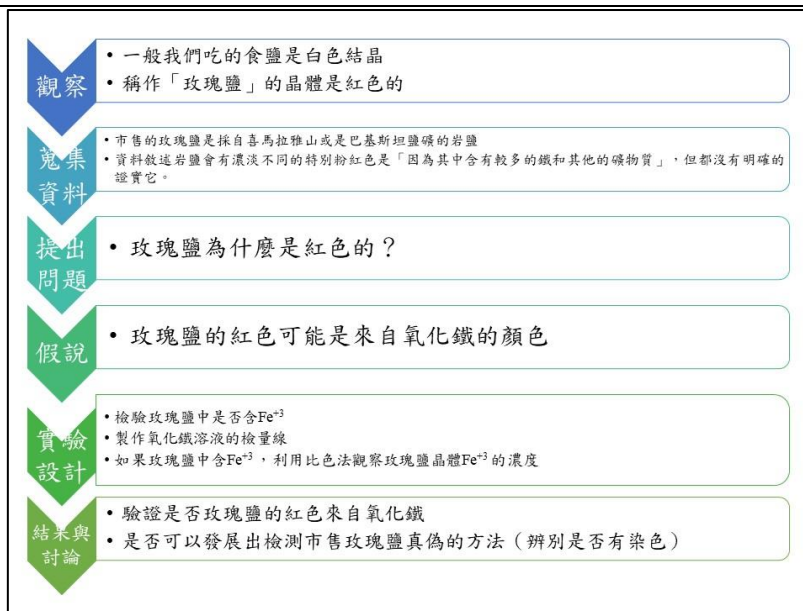 觀察
• 一般我們吃的食鹽是白色結晶
• 稱作「玫瑰鹽」的晶體是紅色的
蒐集
資料
• 市售的玫瑰鹽是採自喜馬拉雅山或是巴基斯坦鹽礦的岩鹽
• 資料敘述岩鹽會有濃淡不同的特別粉紅色是「因為其中含有較多的鐵和其他的礦物質」，但都沒有明確的
證實它。
提出
問題
• 玫瑰鹽為什麼是紅色的？
假說
• 玫瑰鹽的紅色可能是來自氧化鐵的顏色
實驗
設計
• 檢驗玫瑰鹽中是否含Fe⁺³
• 製作氧化鐵溶液的檢量線
• 如果玫瑰鹽中含Fe⁺³，利用比色法觀察玫瑰鹽晶體Fe⁺³的濃度
結果與
討論
• 驗證是否玫瑰鹽的紅色來自氧化鐵
• 是否可以發展出檢測市售玫瑰鹽真偽的方法（辨別是否有染色）